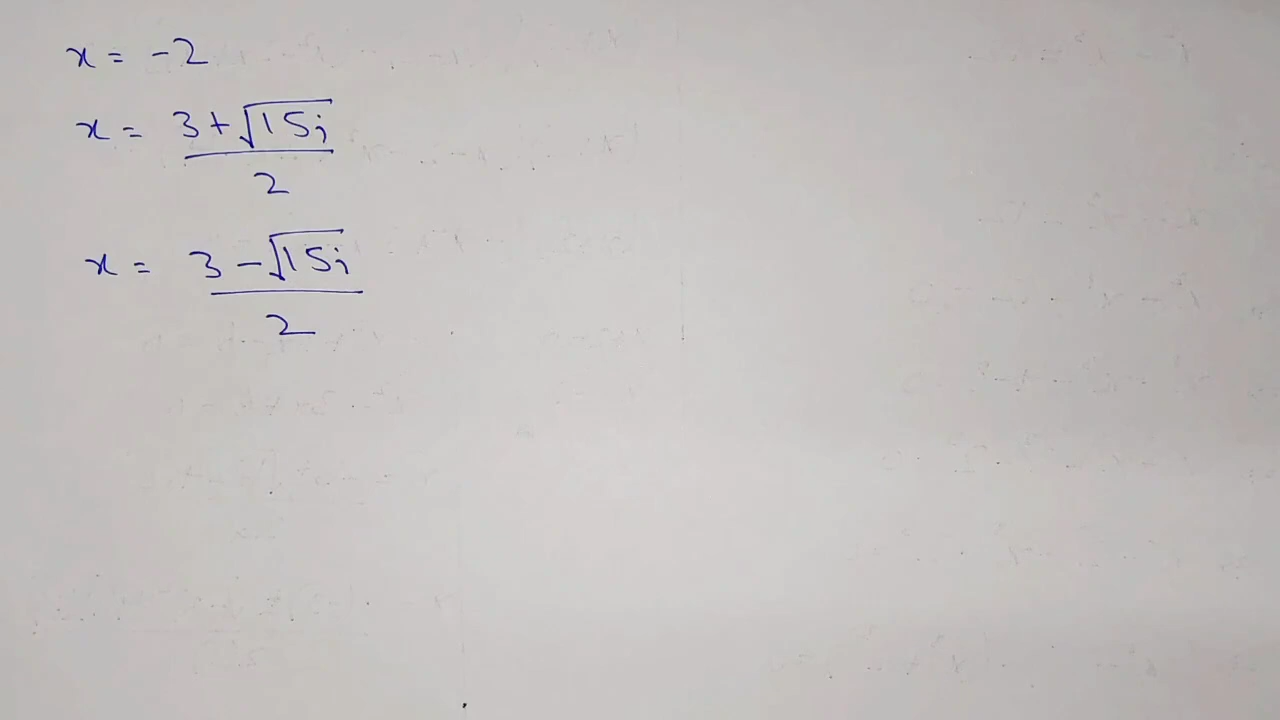 x = -2
x = 3+√15i
2
x = 3-√15i
2